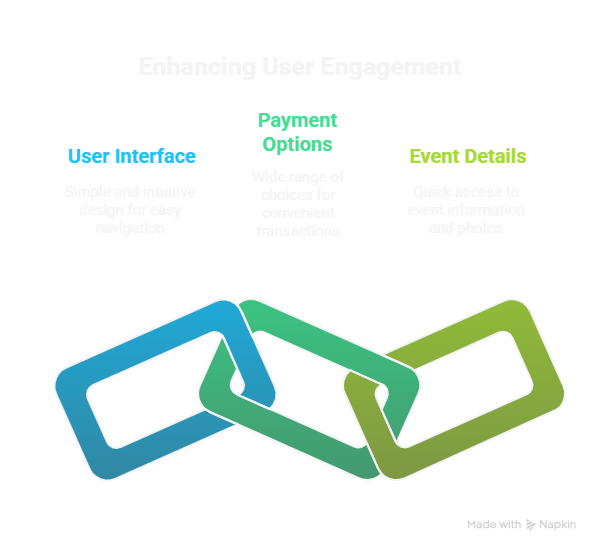 Enhancing User Engagement
User Interface
Simple and intuitive
design for easy
navigation
Payment
Options
Wide range of
choices for
convenient
transactions
Event Details
Quick access to
event information
and photos
Made with Napkin